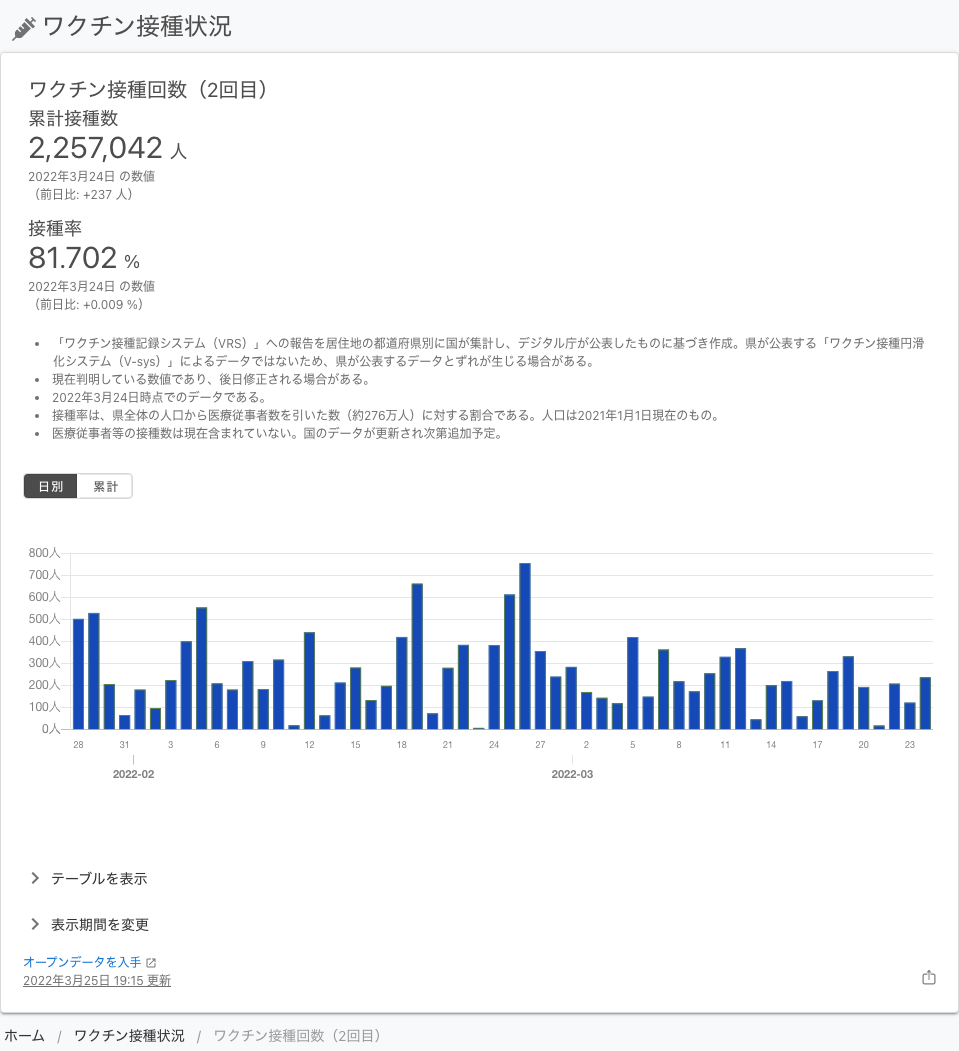 ワクチン接種状況
ワクチン接種回数（2回目）
累計接種数
2,257,042 人
2022年3月24日 の数値
（前日比: +237 人）
接種率
81.702 %
2022年3月24日 の数値
（前日比: +0.009 %）
• 「ワクチン接種記録システム（VRS）」への報告を居住地の都道府県別に国が集計し、デジタル庁が公表したものに基づき作成。県が公表する「ワクチン接種円滑
化システム（V-sys）」によるデータではないため、県が公表するデータとずれが生じる場合がある。
• 現在判明している数値であり、後日修正される場合がある。
• 2022年3月24日時点でのデータである。
• 接種率は、県全体の人口から医療従事者数を引いた数（約276万人）に対する割合である。人口は2021年1月1日現在のもの。
• 医療従事者等の接種数は現在含まれていない。国のデータが更新され次第追加予定。
日別 累計
800人
700人
600人
500人
400人
300人
200人
100人
0人
28 31 3 6 9 12 15 18 21 24 27 2 5 8 11 14 17 20 23
2022-02 2022-03
テーブルを表示
表示期間を変更
オープンデータを入手
2022年3月25日 19:15 更新
ホーム / ワクチン接種状況 / ワクチン接種回数（2回目）